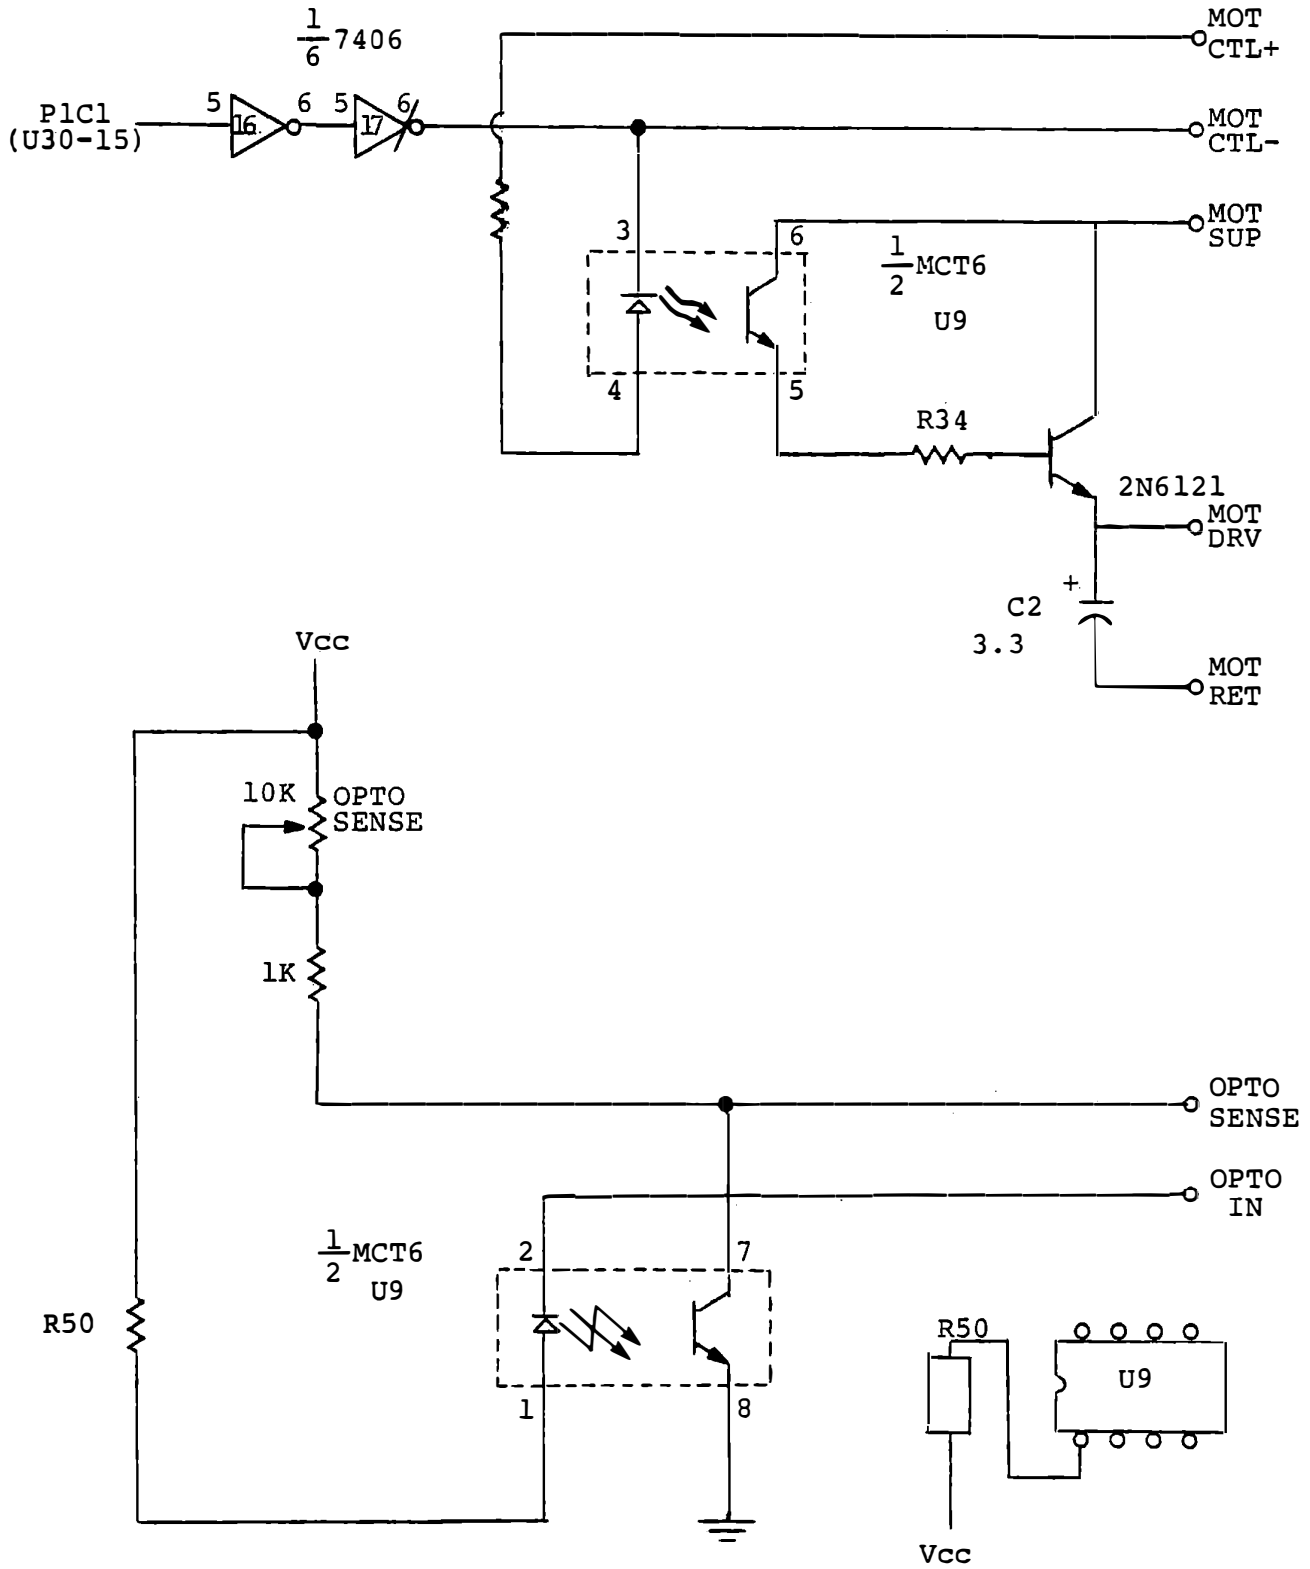 1
6 7406
MOT
CTL+
P1C1
(U30-15)
5
16
6
5
17
6
MOT
CTL-
MOT
SUP
3
6
1
2 MCT6
U9
4
5
R34
2N6121
MOT
DRV
+
C2
3.3
MOT
RET
Vcc
10K
OPTO
SENSE
1K
OPTO
SENSE
OPTO
IN
1
2 MCT6
U9
2
7
R50
1
8
R50
U9
Vcc